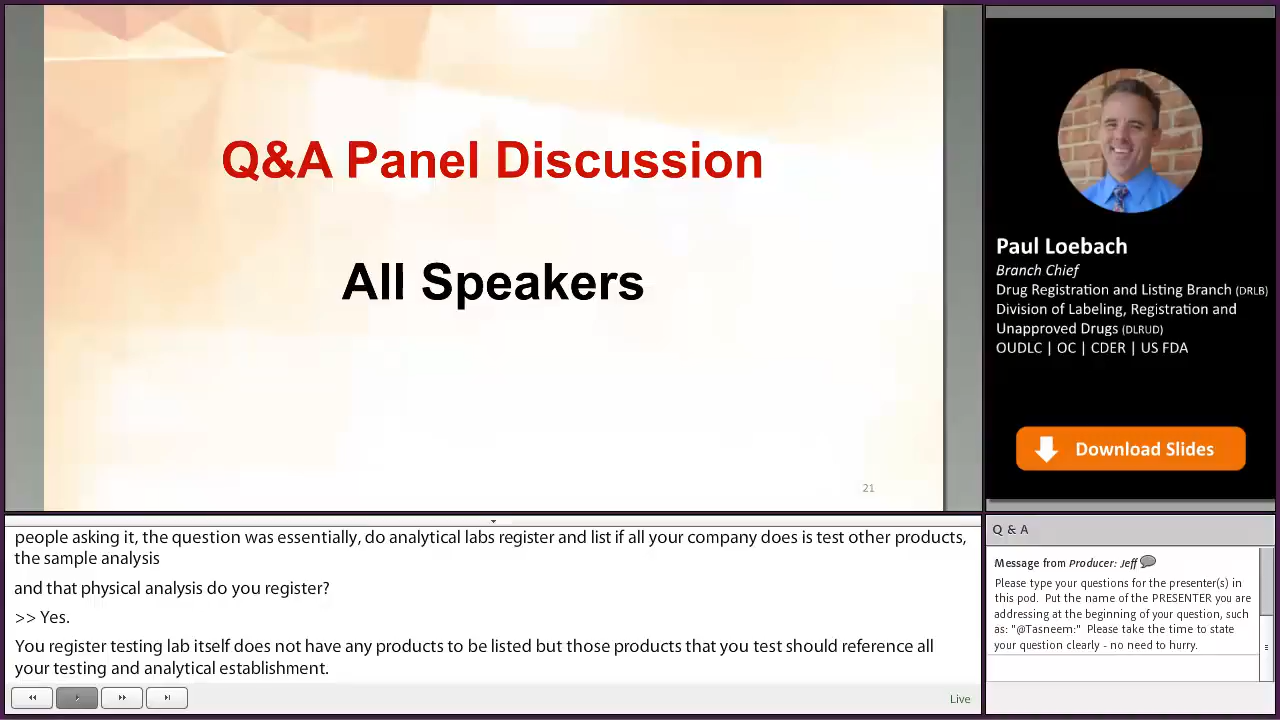 Q&A Panel Discussion
All Speakers
21
Paul Loebach
Branch Chief
Drug Registration and Listing Branch (DRLB)
Division of Labeling, Registration and
Unapproved Drugs (DLRUD)
OUDLC | OC | CDER | US FDA
Download Slides
people asking it, the question was essentially, do analytical labs register and list if all your company does is test other products,
the sample analysis
and that physical analysis do you register?
>> Yes.
You register testing lab itself does not have any products to be listed but those products that you test should reference all
your testing and analytical establishment.
Live
Q & A
Message from Producer: Jeff
Please type your questions for the presenter(s) in
this pod. Put the name of the PRESENTER you are
addressing at the beginning of your question, such
as: "@Tasneem:" Please take the time to state
your question clearly - no need to hurry.